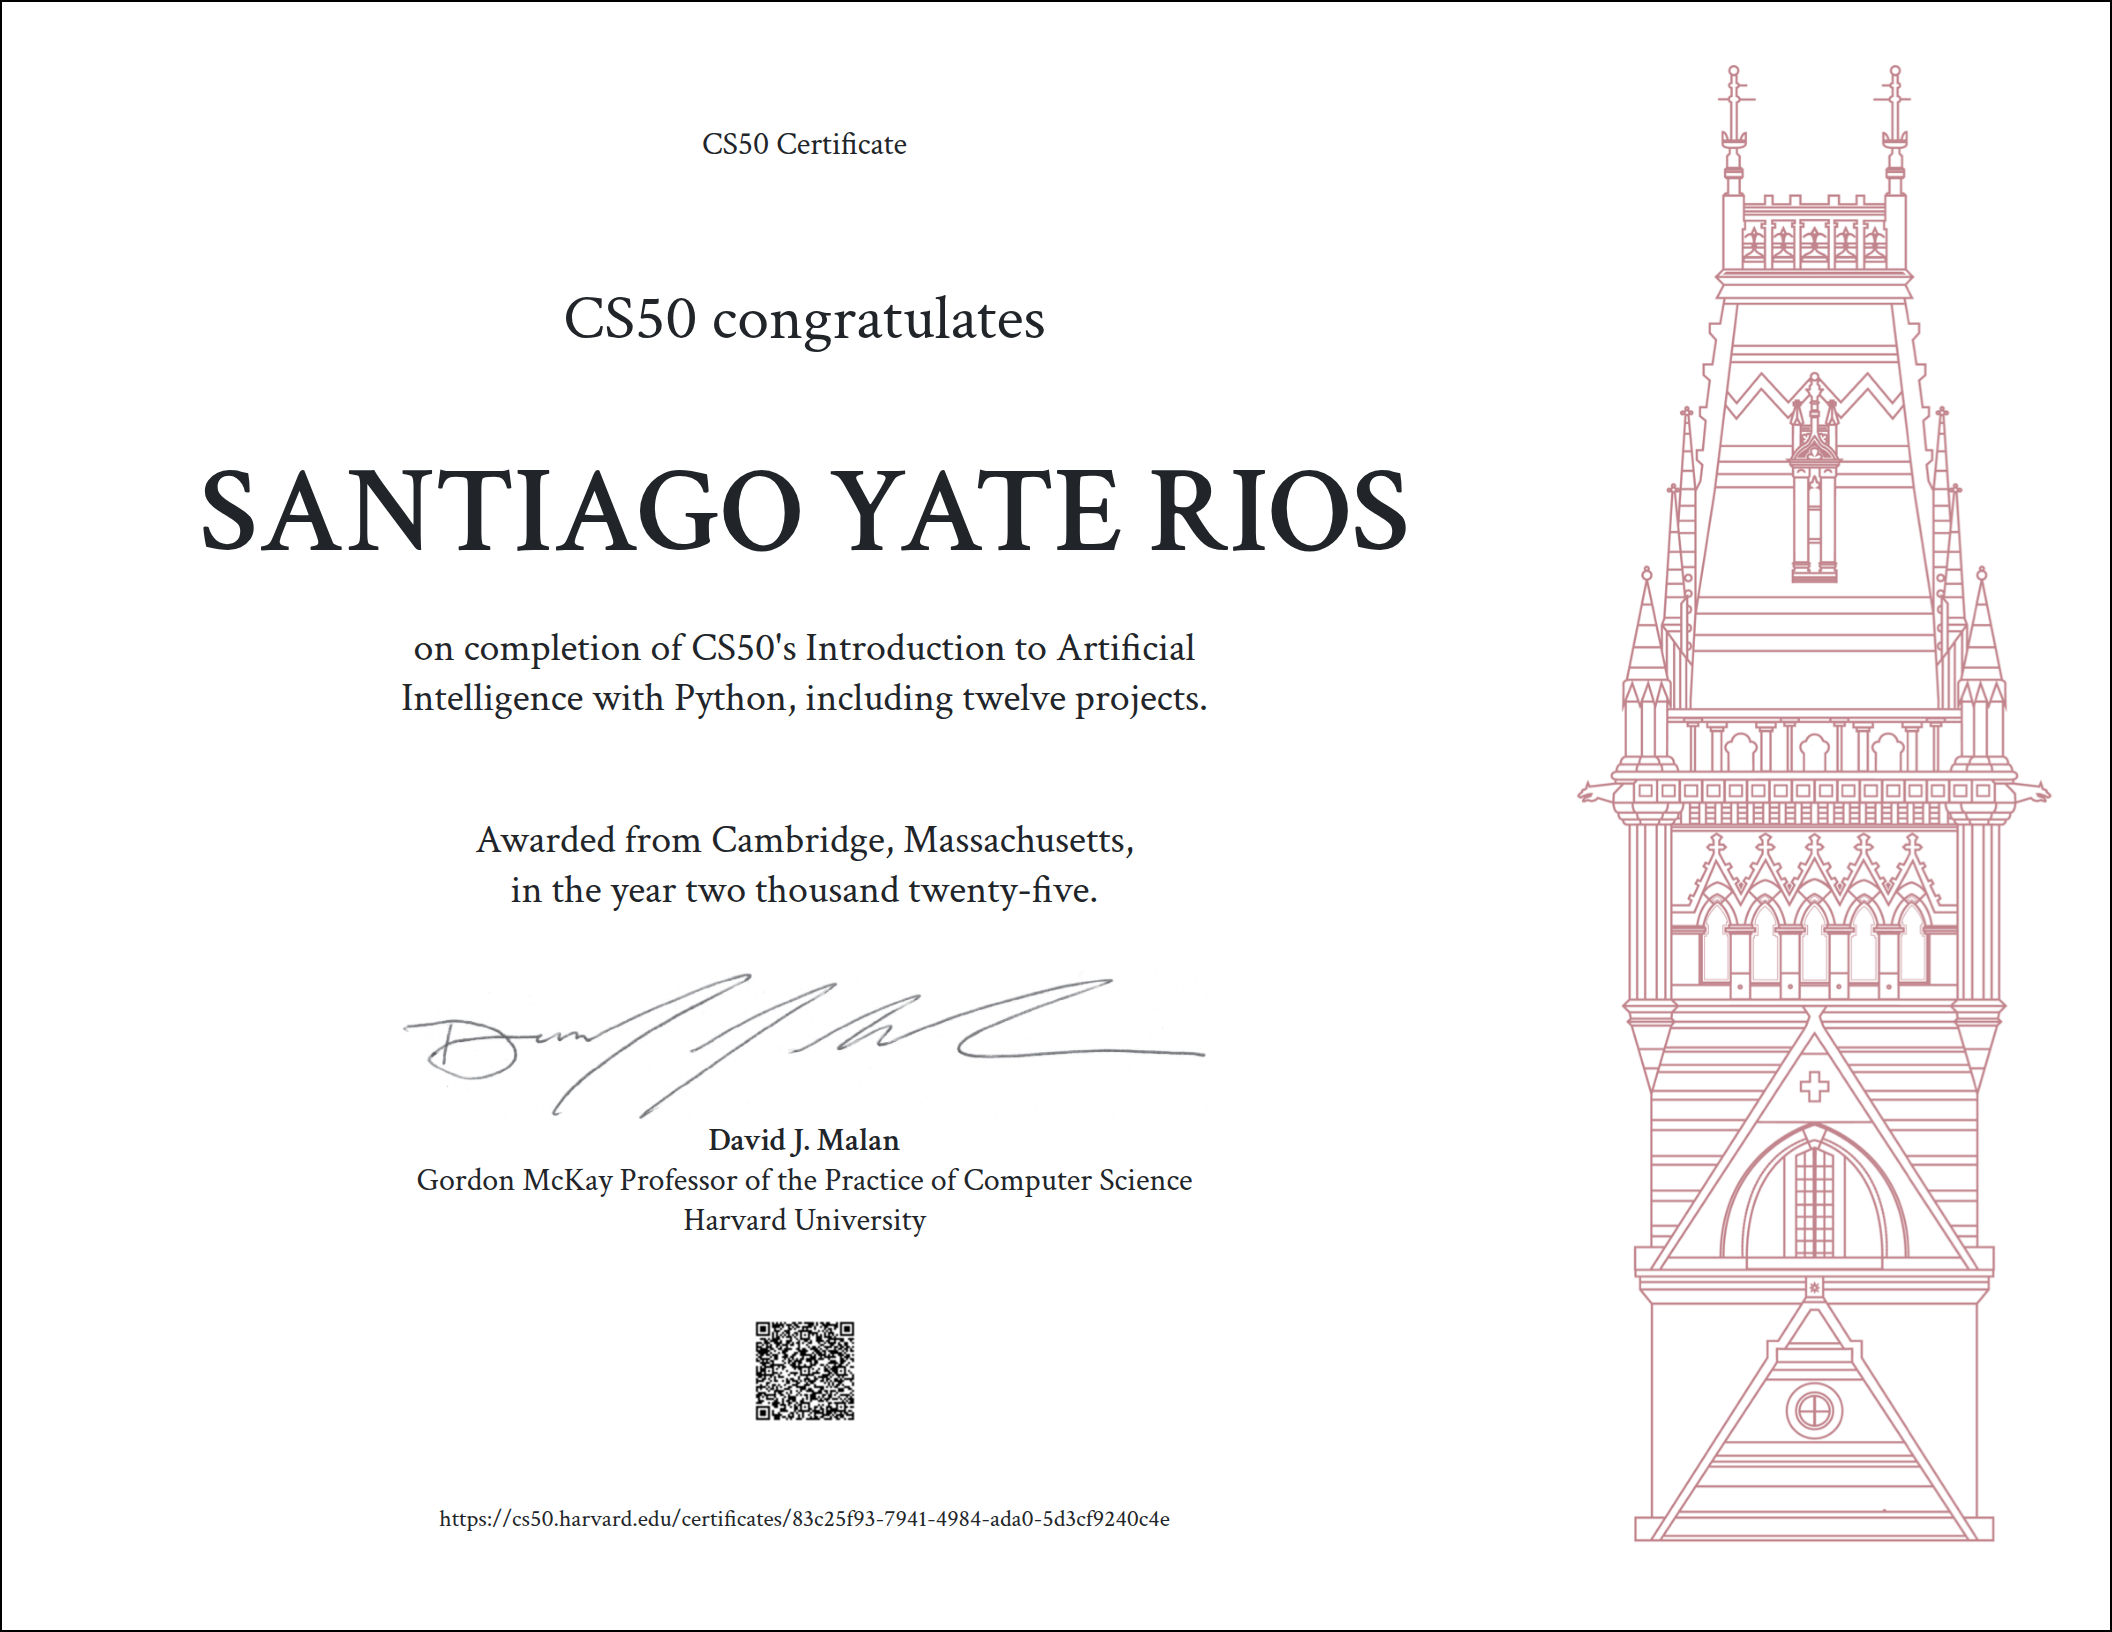 CS50 Certificate
CS50 congratulates
SANTIAGO YATE RIOS
on completion of CS50's Introduction to Artificial
Intelligence with Python, including twelve projects.
Awarded from Cambridge, Massachusetts,
in the year two thousand twenty-five.
David J. Malan
Gordon McKay Professor of the Practice of Computer Science
Harvard University
https://cs50.harvard.edu/certificates/83c25f93-7941-4984-ada0-5d3cf9240c4e